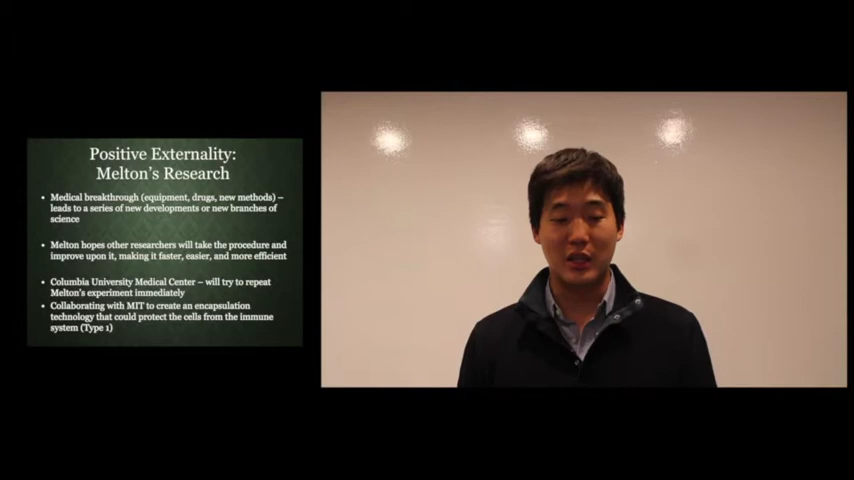 Positive Externality:
Melton's Research
• Medical breakthrough (equipment, drugs, new methods) –
leads to a series of new developments or new branches of
science
• Melton hopes other researchers will take the procedure and
improve upon it, making it faster, easier, and more efficient
• Columbia University Medical Center – will try to repeat
Melton's experiment immediately
• Collaborating with MIT to create an encapsulation
technology that could protect the cells from the immune
system (Type 1)